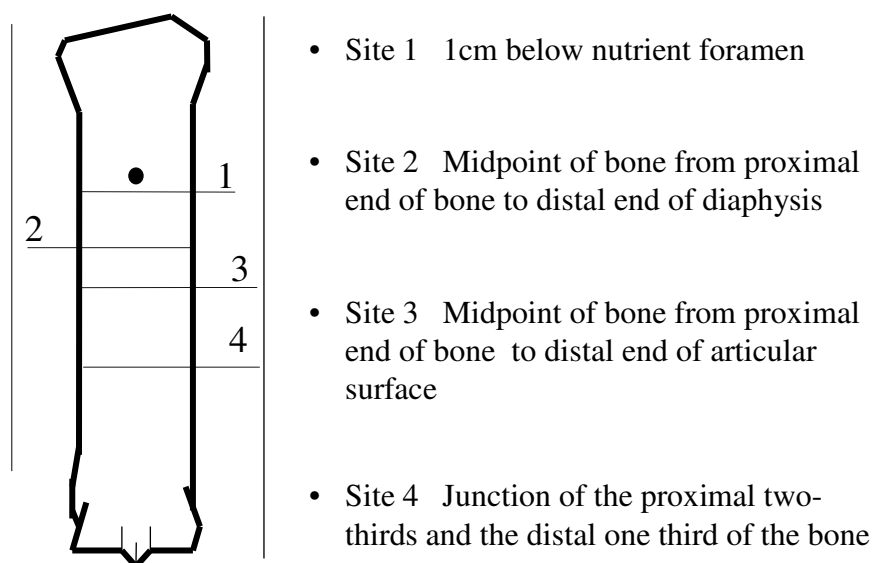 • Site 1 1cm below nutrient foramen
• Site 2 Midpoint of bone from proximal
end of bone to distal end of diaphysis
• Site 3 Midpoint of bone from proximal
end of bone to distal end of articular
surface
• Site 4 Junction of the proximal two-
thirds and the distal one third of the bone
1
2
3
4